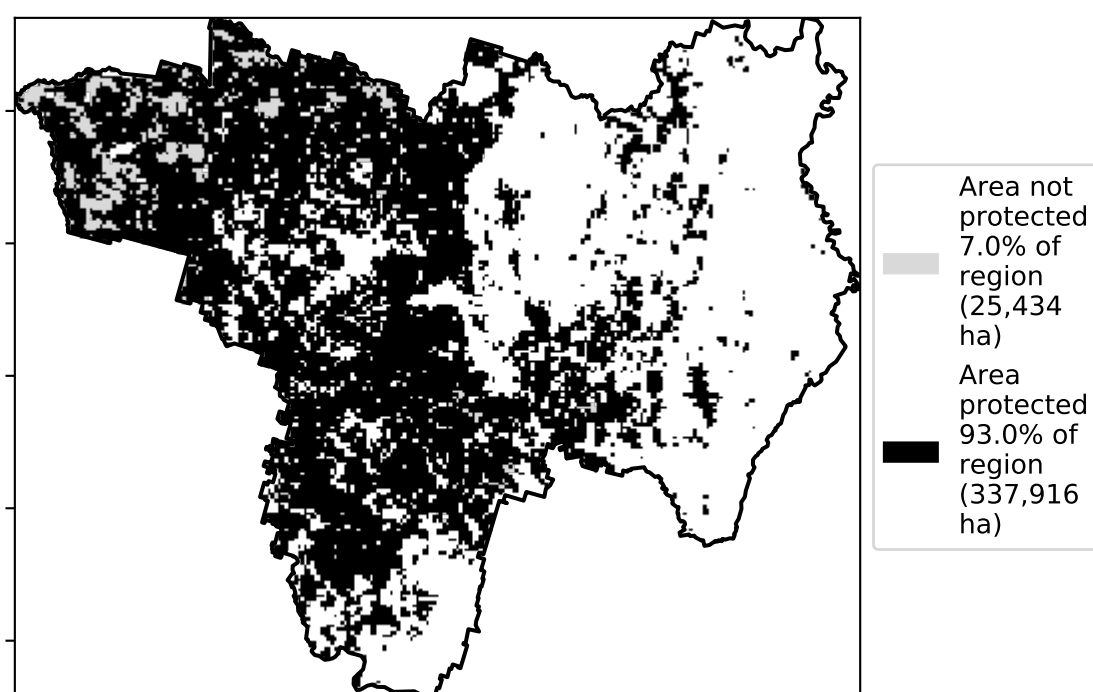 Area not
protected
7.0% of
region
(25,434
ha)
Area
protected
93.0% of
region
(337,916
ha)